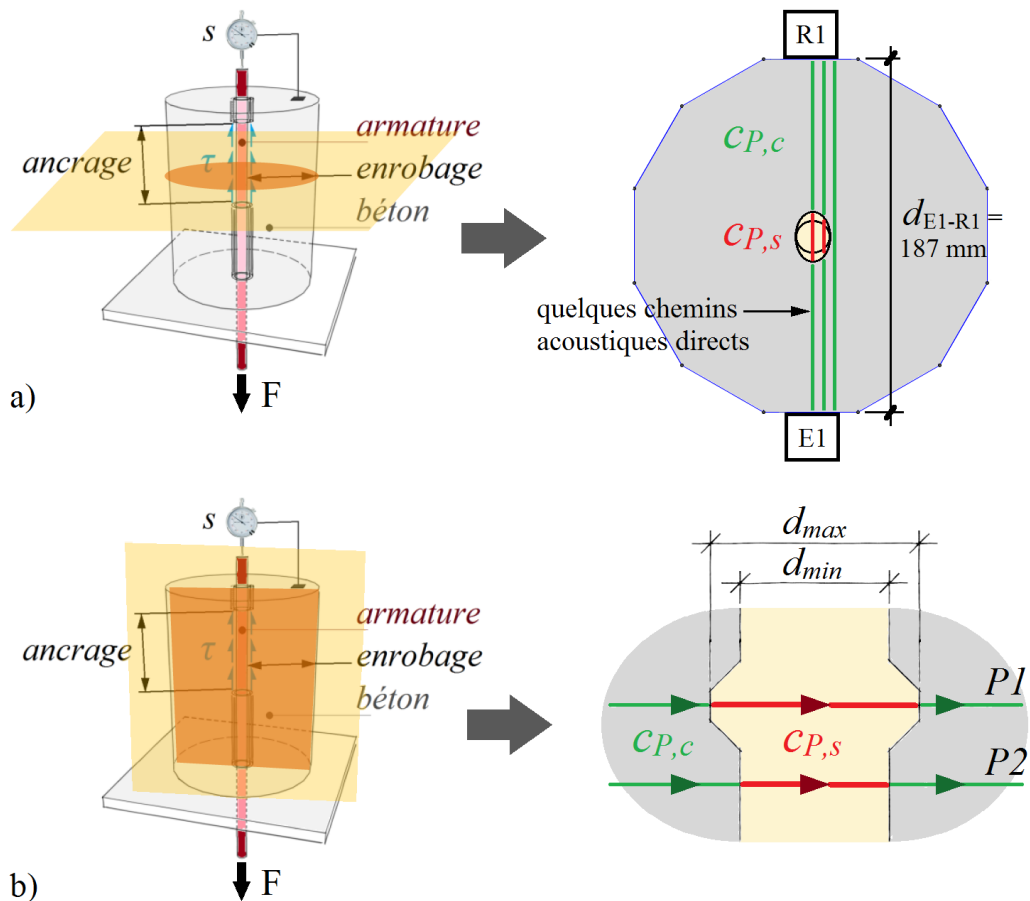 s
armature
ancrage
τ
enrobage
béton
F
a)
R1
cP,c
cP,s
dE1-R1 =
187 mm
quelques chemins
acoustiques directs
E1
s
armature
ancrage
τ
enrobage
béton
F
b)
dmax
dmin
P1
cP,c
cP,s
P2